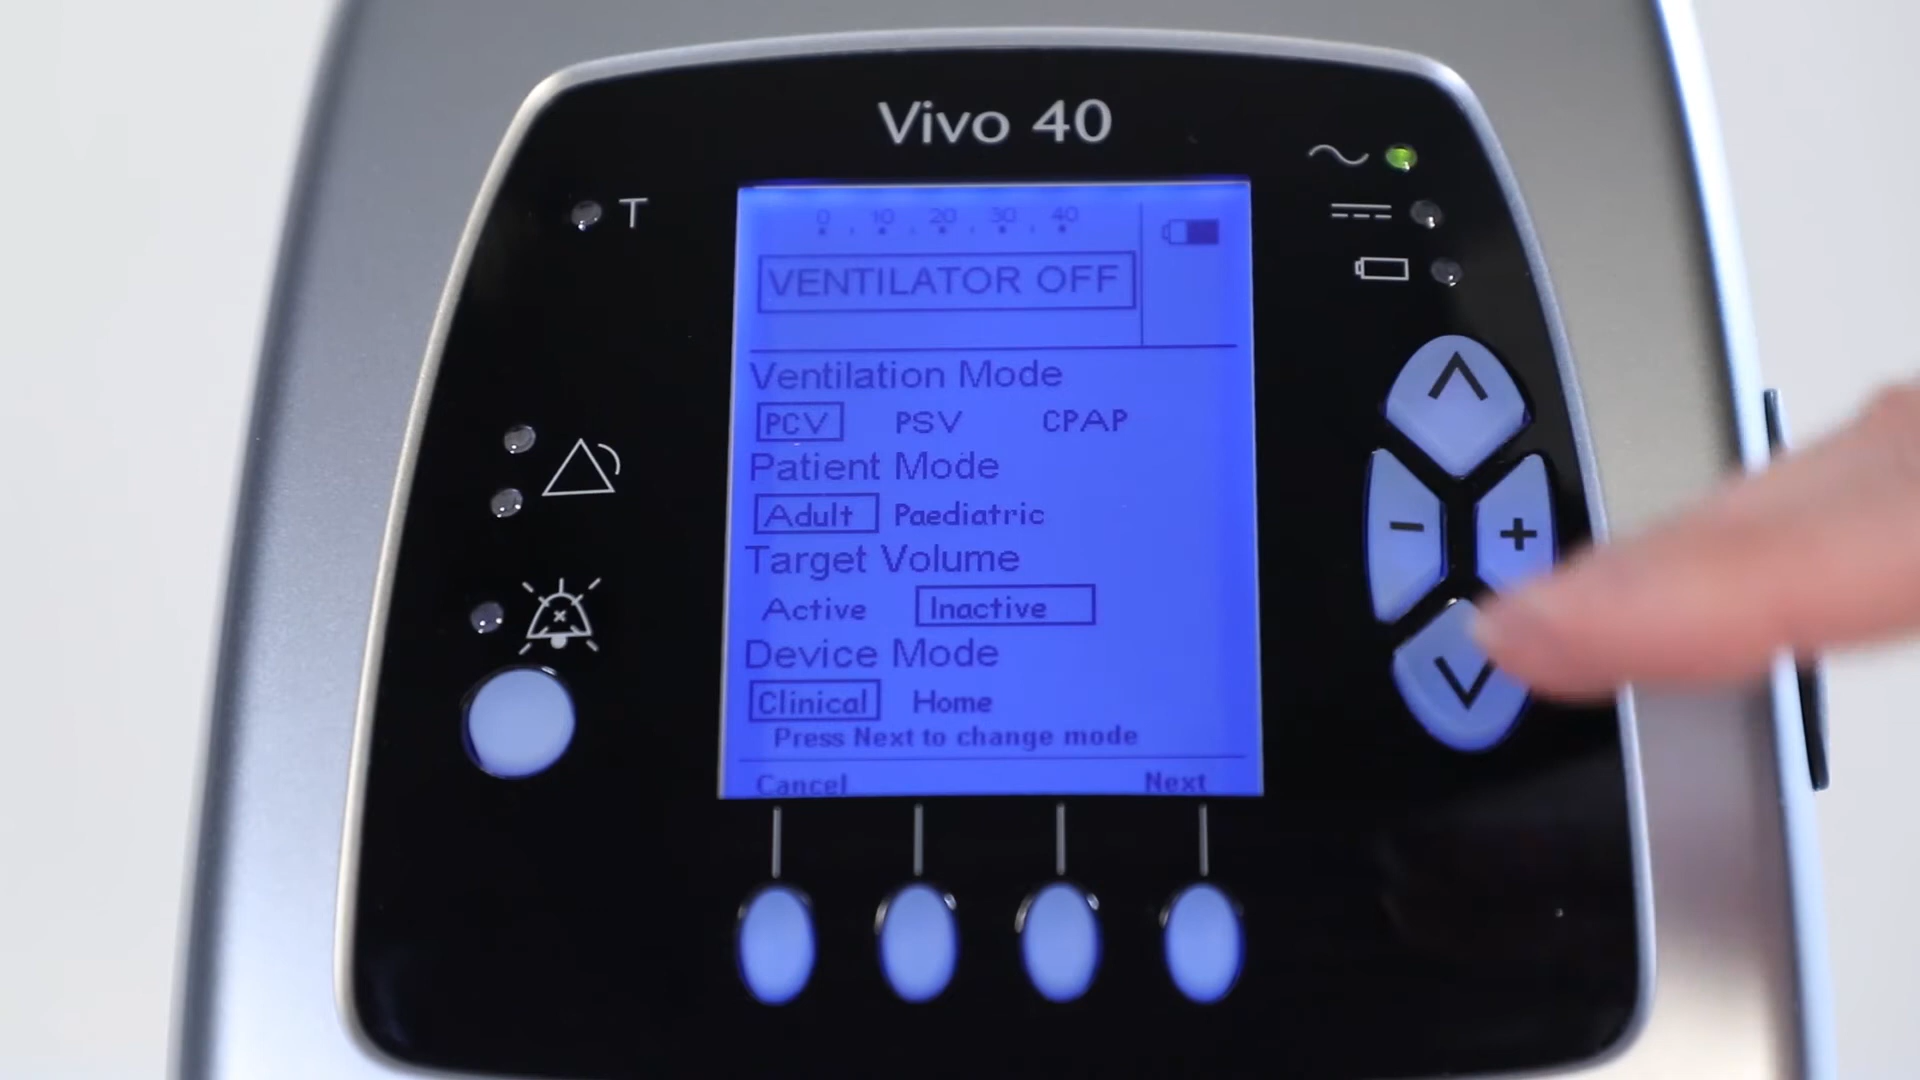 Vivo 40
T
0 10 20 30 40
VENTILATOR OFF
Ventilation Mode
PCV PSV CPAP
Patient Mode
Adult Paediatric
Target Volume
Active Inactive
Device Mode
Clinical Home
Press Next to change mode
Cancel Next
- +